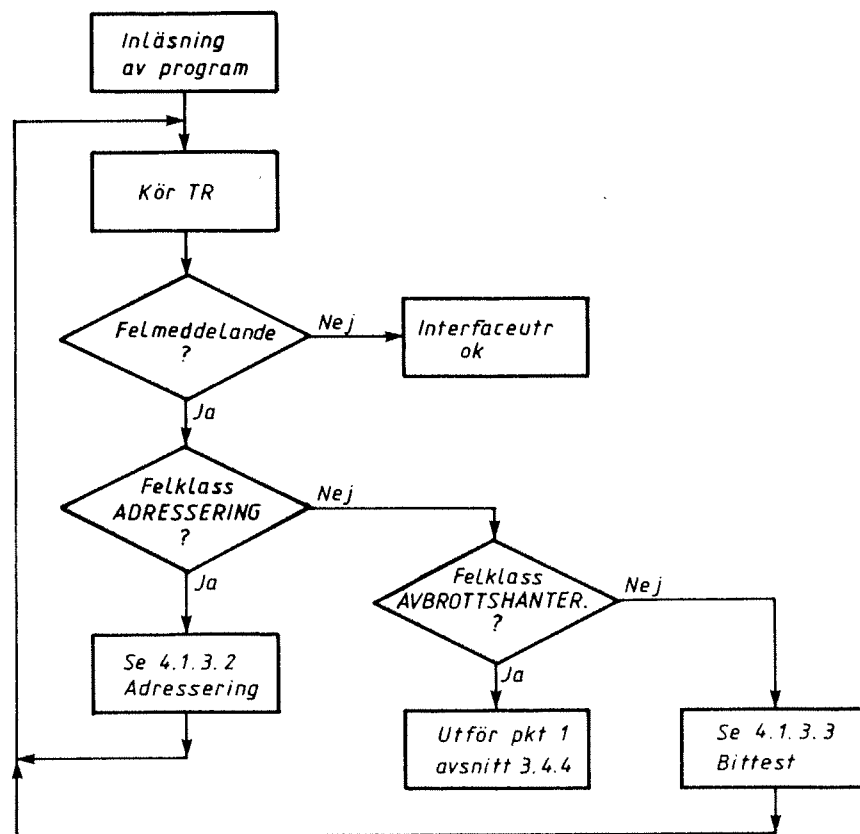 Inläsning
av program
Kör TR
Felmeddelande
?
Nej
Interfaceutr
ok
Ja
Felklass
ADRESSERING
?
Nej
Ja
Felklass
AVBROTTSHANTER.
?
Nej
Ja
Se 4.1.3.2
Adressering
Utför pkt 1
avsnitt 3.4.4
Se 4.1.3.3
Bittest